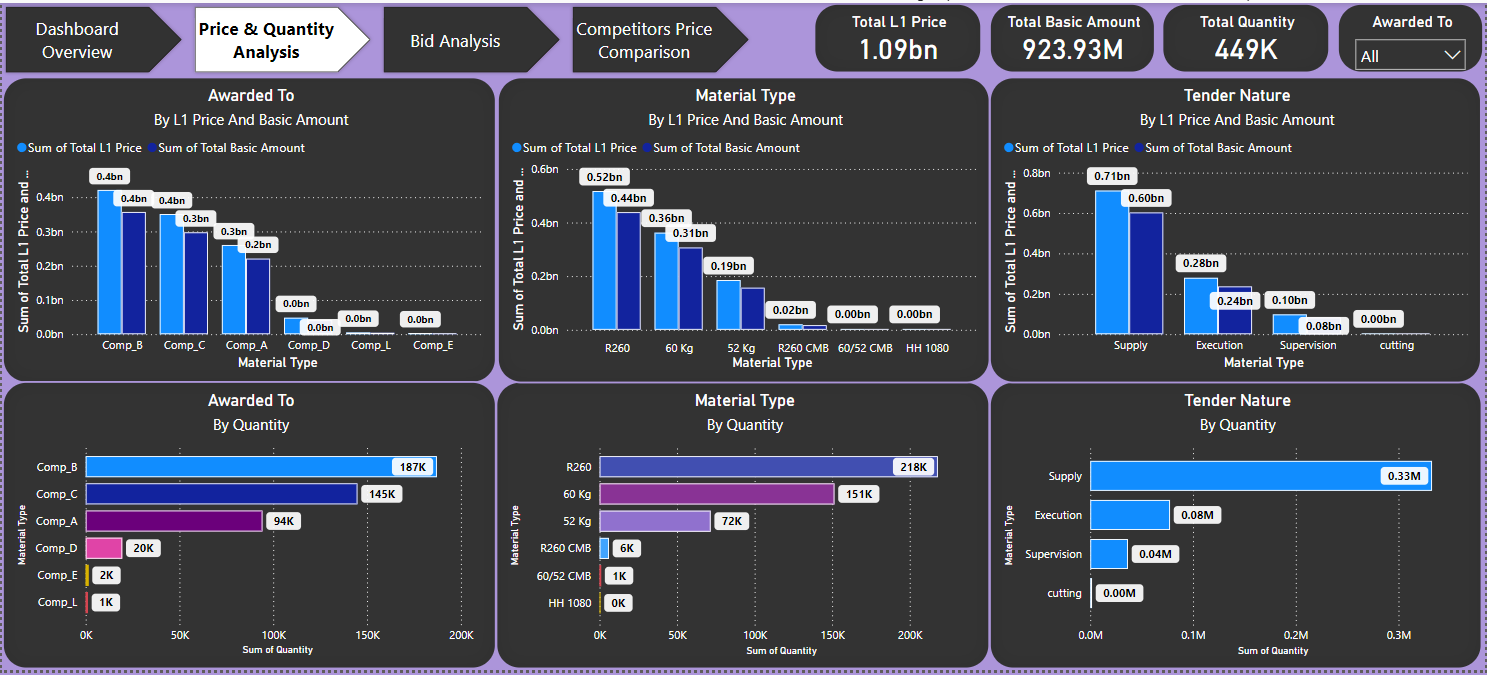 Dashboard
Overview
Price & Quantity
Analysis
Bid Analysis
Competitors Price
Comparison
Total L1 Price
1.09bn
Total Basic Amount
923.93M
Total Quantity
449K
Awarded To
All
Awarded To
By L1 Price And Basic Amount
Sum of Total L1 Price
Sum of Total Basic Amount
Sum of Total L1 Price and ...
0.4bn
0.3bn
0.2bn
0.1bn
0.0bn
0.4bn
0.4bn
0.4bn
0.3bn
0.3bn
0.2bn
0.0bn
0.0bn
0.0bn
0.0bn
Comp_B
Comp_C
Comp_A
Comp_D
Comp_L
Comp_E
Material Type
Material Type
By L1 Price And Basic Amount
Sum of Total L1 Price
Sum of Total Basic Amount
Sum of Total L1 Price and ...
0.6bn
0.4bn
0.2bn
0.0bn
0.52bn
0.44bn
0.36bn
0.31bn
0.19bn
0.02bn
0.00bn
0.00bn
R260
60 Kg
52 Kg
R260 CMB
60/52 CMB
HH 1080
Material Type
Tender Nature
By L1 Price And Basic Amount
Sum of Total L1 Price
Sum of Total Basic Amount
Sum of Total L1 Price and ...
0.8bn
0.6bn
0.4bn
0.2bn
0.0bn
0.71bn
0.60bn
0.28bn
0.24bn
0.10bn
0.08bn
0.00bn
Supply
Execution
Supervision
cutting
Material Type
Awarded To
By Quantity
Material Type
Comp_B
187K
Comp_C
145K
Comp_A
94K
Comp_D
20K
Comp_E
2K
Comp_L
1K
0K
50K
100K
150K
200K
Sum of Quantity
Material Type
By Quantity
Material Type
R260
218K
60 Kg
151K
52 Kg
72K
R260 CMB
6K
60/52 CMB
1K
HH 1080
0K
0K
50K
100K
150K
200K
Sum of Quantity
Tender Nature
By Quantity
Material Type
Supply
0.33M
Execution
0.08M
Supervision
0.04M
cutting
0.00M
0.0M
0.1M
0.2M
0.3M
Sum of Quantity